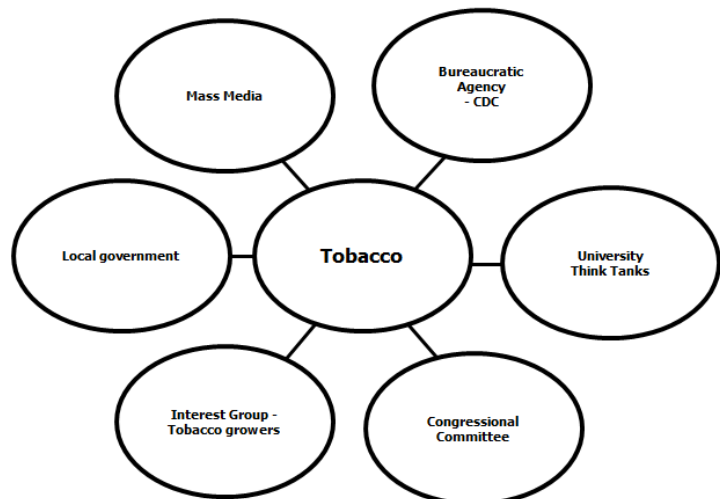 Mass Media
Bureaucratic
Agency
- CDC
Local government
Tobacco
University
Think Tanks
Interest Group -
Tobacco growers
Congressional
Committee